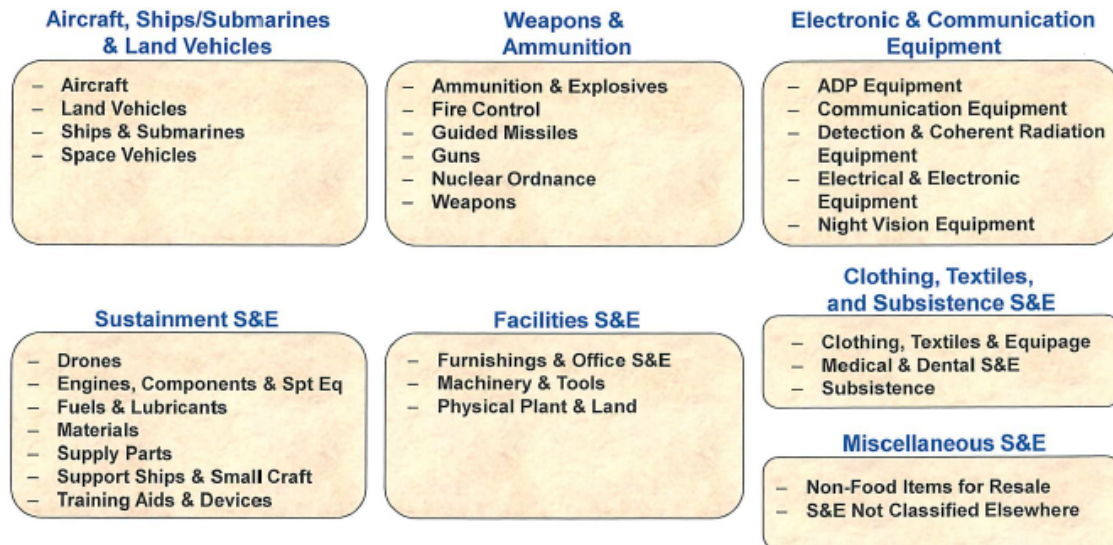 Aircraft, Ships/Submarines
& Land Vehicles
– Aircraft
– Land Vehicles
– Ships & Submarines
– Space Vehicles
Weapons &
Ammunition
– Ammunition & Explosives
– Fire Control
– Guided Missiles
– Guns
– Nuclear Ordnance
– Weapons
Electronic & Communication
Equipment
– ADP Equipment
– Communication Equipment
– Detection & Coherent Radiation
Equipment
– Electrical & Electronic
Equipment
– Night Vision Equipment
Sustainment S&E
– Drones
– Engines, Components & Spt Eq
– Fuels & Lubricants
– Materials
– Supply Parts
– Support Ships & Small Craft
– Training Aids & Devices
Facilities S&E
– Furnishings & Office S&E
– Machinery & Tools
– Physical Plant & Land
Clothing, Textiles,
and Subsistence S&E
– Clothing, Textiles & Equipage
– Medical & Dental S&E
– Subsistence
Miscellaneous S&E
– Non-Food Items for Resale
– S&E Not Classified Elsewhere